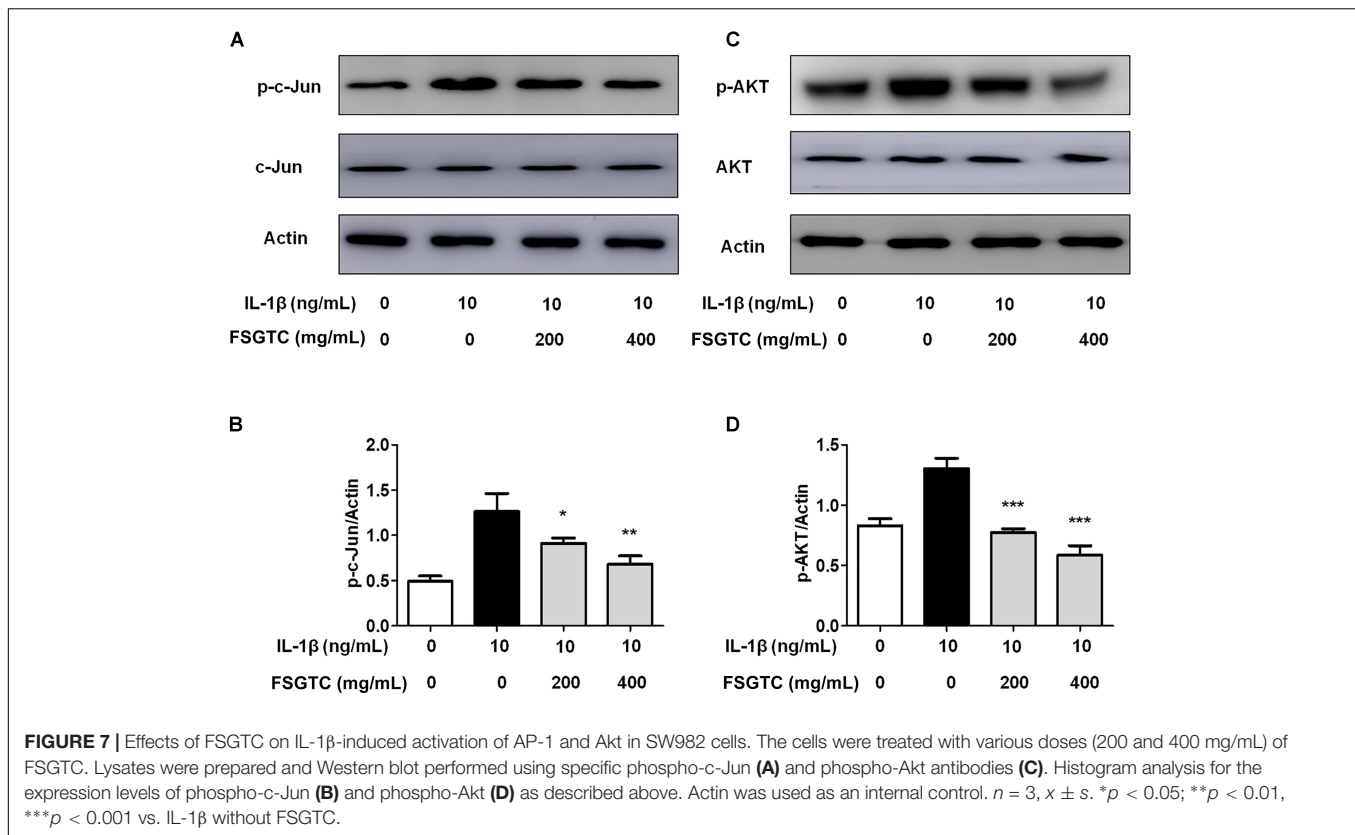 A
p-c-Jun
c-Jun
Actin
IL-1β (ng/mL) 0 10 10 10
FSGTC (mg/mL) 0 0 200 400
C
p-AKT
AKT
Actin
IL-1β (ng/mL) 0 10 10 10
FSGTC (mg/mL) 0 0 200 400
B
p-c-Jun/Actin
2.0
1.5
1.0
0.5
0.0
*
**
IL-1β (ng/mL) 0 10 10 10
FSGTC (mg/mL) 0 0 200 400
D
p-AKT/Actin
1.5
1.0
0.5
0.0
***
***
IL-1β (ng/mL) 0 10 10 10
FSGTC (mg/mL) 0 0 200 400
FIGURE 7 | Effects of FSGTC on IL-1β-induced activation of AP-1 and Akt in SW982 cells. The cells were treated with various doses (200 and 400 mg/mL) of
FSGTC. Lysates were prepared and Western blot performed using specific phospho-c-Jun (A) and phospho-Akt antibodies (C). Histogram analysis for the
expression levels of phospho-c-Jun (B) and phospho-Akt (D) as described above. Actin was used as an internal control. n = 3, x ± s. *p < 0.05; **p < 0.01,
***p < 0.001 vs. IL-1β without FSGTC.